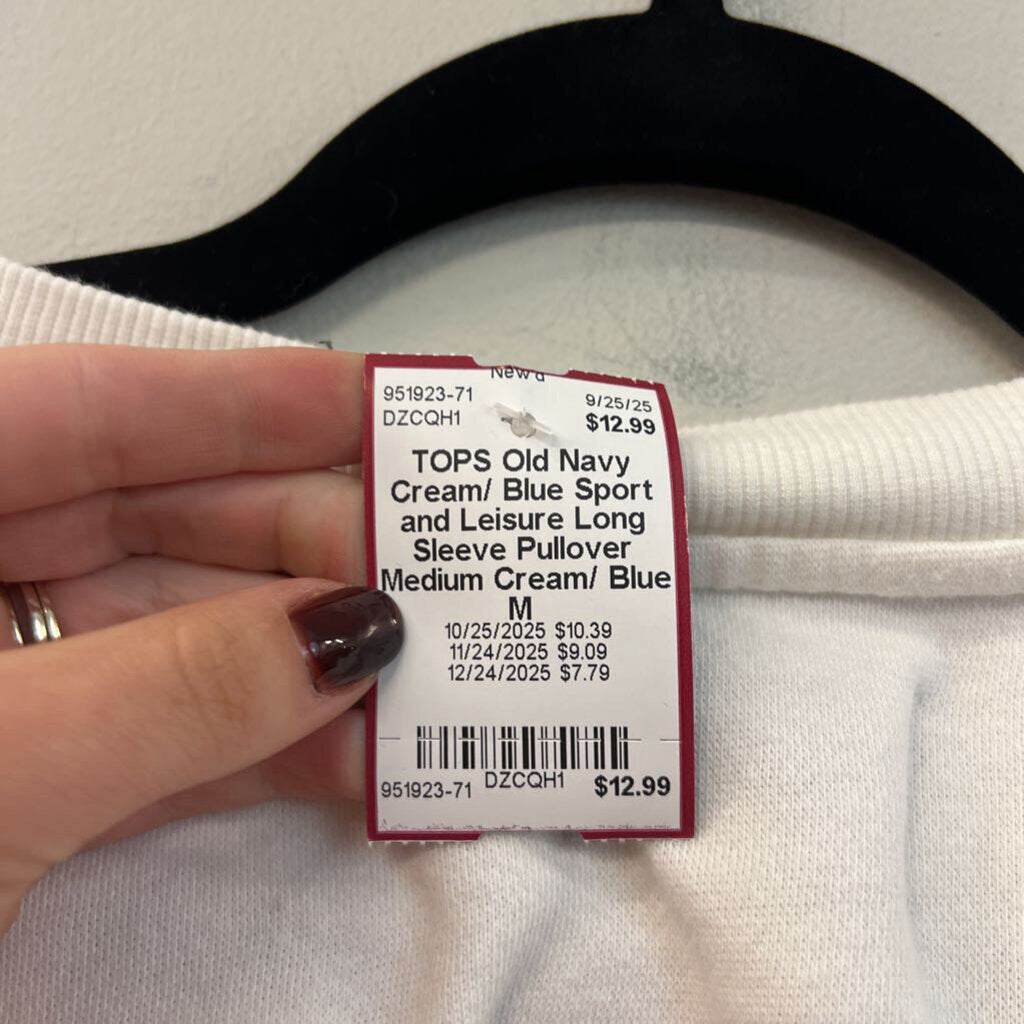 951923-71
9/25/25
DZCQH1
$12.99
TOPS Old Navy
Cream/ Blue Sport
and Leisure Long
Sleeve Pullover
Medium Cream/ Blue
M
10/25/2025 $10.39
11/24/2025 $9.09
12/24/2025 $7.79
951923-71 DZCQH1 $12.99